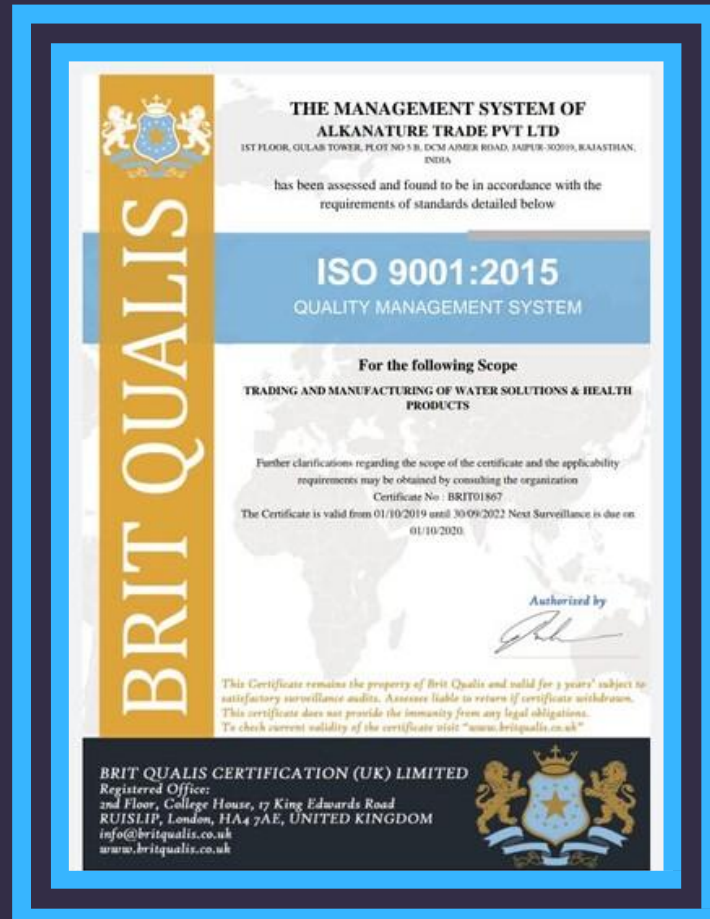 BRIT QUALIS
THE MANAGEMENT SYSTEM OF
ALKANATURE TRADE PVT LTD
1ST FLOOR, GULAB TOWER, PLOT NO 5 B, DCM AJMER ROAD, JAIPUR-302019, RAJASTHAN,
INDIA
has been assessed and found to be in accordance with the
requirements of standards detailed below
ISO 9001:2015
QUALITY MANAGEMENT SYSTEM
For the following Scope
TRADING AND MANUFACTURING OF WATER SOLUTIONS & HEALTH
PRODUCTS
Further clarifications regarding the scope of the certificate and the applicability
requirements may be obtained by consulting the organization
Certificate No : BRIT01867
The Certificate is valid from 01/10/2019 until 30/09/2022 Next Surveillance is due on
01/10/2020.
Authorized by
This Certificate remains the property of Brit Qualis and valid for 3 years' subject to
satisfactory surveillance audits. Assessee liable to return if certificate withdrawn.
This certificate does not provide the immunity from any legal obligations.
To check current validity of the certificate visit "www.britqualis.co.uk"
BRIT QUALIS CERTIFICATION (UK) LIMITED
Registered Office:
2nd Floor, College House, 17 King Edwards Road
RUISLIP, London, HA4 7AE, UNITED KINGDOM
info@britqualis.co.uk
www.britqualis.co.uk